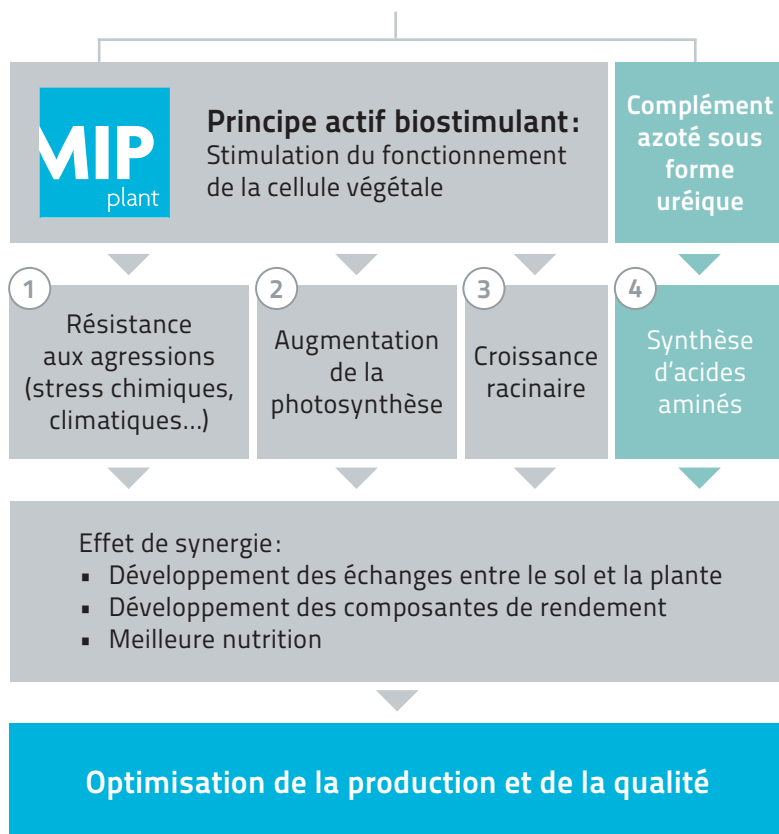 MIP
plant
Principe actif biostimulant :
Stimulation du fonctionnement
de la cellule végétale
Complément
azoté sous
forme
uréique
1
Résistance
aux agressions
(stress chimiques,
climatiques…)
2
Augmentation
de la
photosynthèse
3
Croissance
racinaire
4
Synthèse
d’acides
aminés
Effet de synergie :
▪ Développement des échanges entre le sol et la plante
▪ Développement des composantes de rendement
▪ Meilleure nutrition
Optimisation de la production et de la qualité